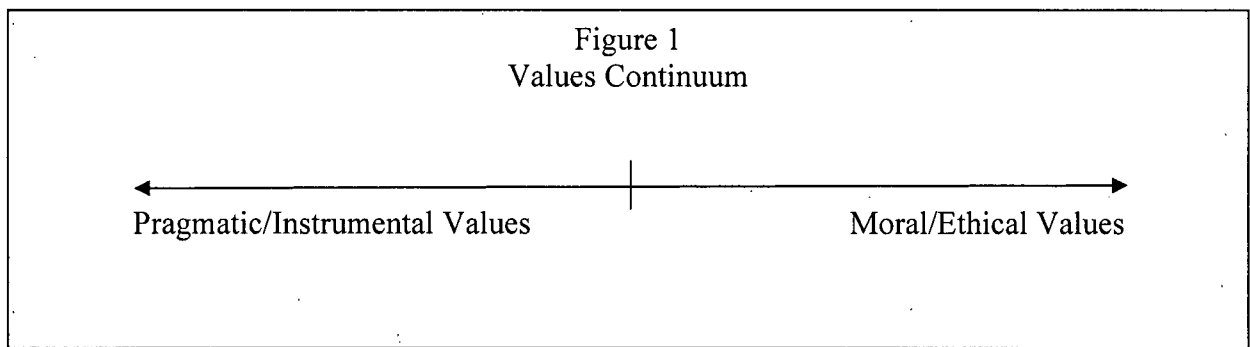 Figure 1
Values Continuum
Pragmatic/Instrumental Values Moral/Ethical Values